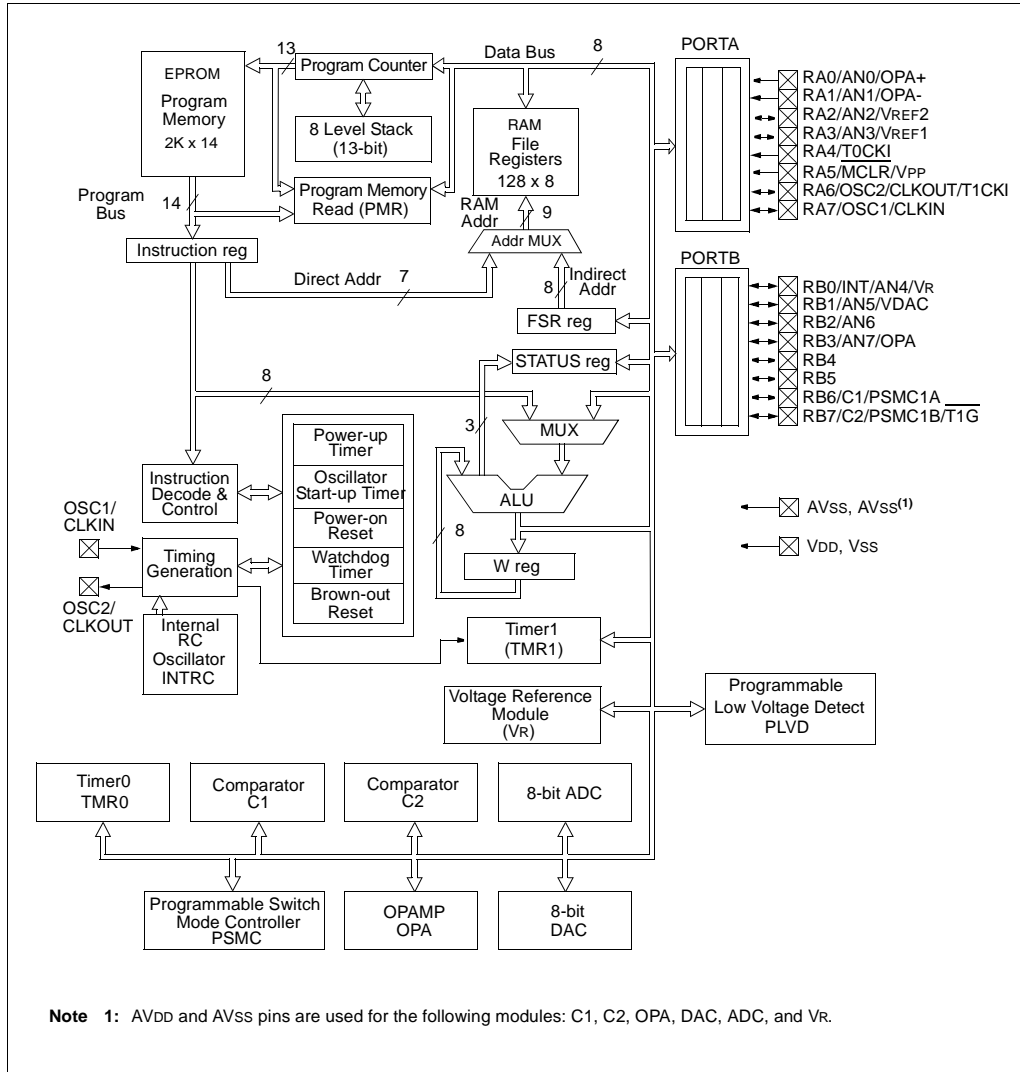 EPROM
Program
Memory
2K x 14
13
Program Counter
8 Level Stack
(13-bit)
Program Memory
Read (PMR)
Data Bus
8
RAM
File
Registers
128 x 8
Program
Bus
14
RAM
Addr
9
Addr MUX
Instruction reg
Direct Addr
7
8
Indirect
Addr
FSR reg
STATUS reg
8
3
MUX
ALU
8
W reg
Instruction
Decode &
Control
Power-up
Timer
Oscillator
Start-up Timer
Power-on
Reset
Watchdog
Timer
Brown-out
Reset
OSC1/
CLKIN
Timing
Generation
OSC2/
CLKOUT
Internal
RC
Oscillator
INTRC
Timer1
(TMR1)
Voltage Reference
Module
(VR)
Programmable
Low Voltage Detect
PLVD
PORTA
RA0/AN0/OPA+
RA1/AN1/OPA-
RA2/AN2/VREF2
RA3/AN3/VREF1
RA4/T0CKI
RA5/MCLR/VPP
RA6/OSC2/CLKOUT/T1CKI
RA7/OSC1/CLKIN
PORTB
RB0/INT/AN4/VR
RB1/AN5/VDAC
RB2/AN6
RB3/AN7/OPA
RB4
RB5
RB6/C1/PSMC1A
RB7/C2/PSMC1B/T1G
AVSS, AVSS(1)
VDD, VSS
Timer0
TMR0
Comparator
C1
Comparator
C2
8-bit ADC
Programmable Switch
Mode Controller
PSMC
OPAMP
OPA
8-bit
DAC
Note 1: AVDD and AVSS pins are used for the following modules: C1, C2, OPA, DAC, ADC, and VR.